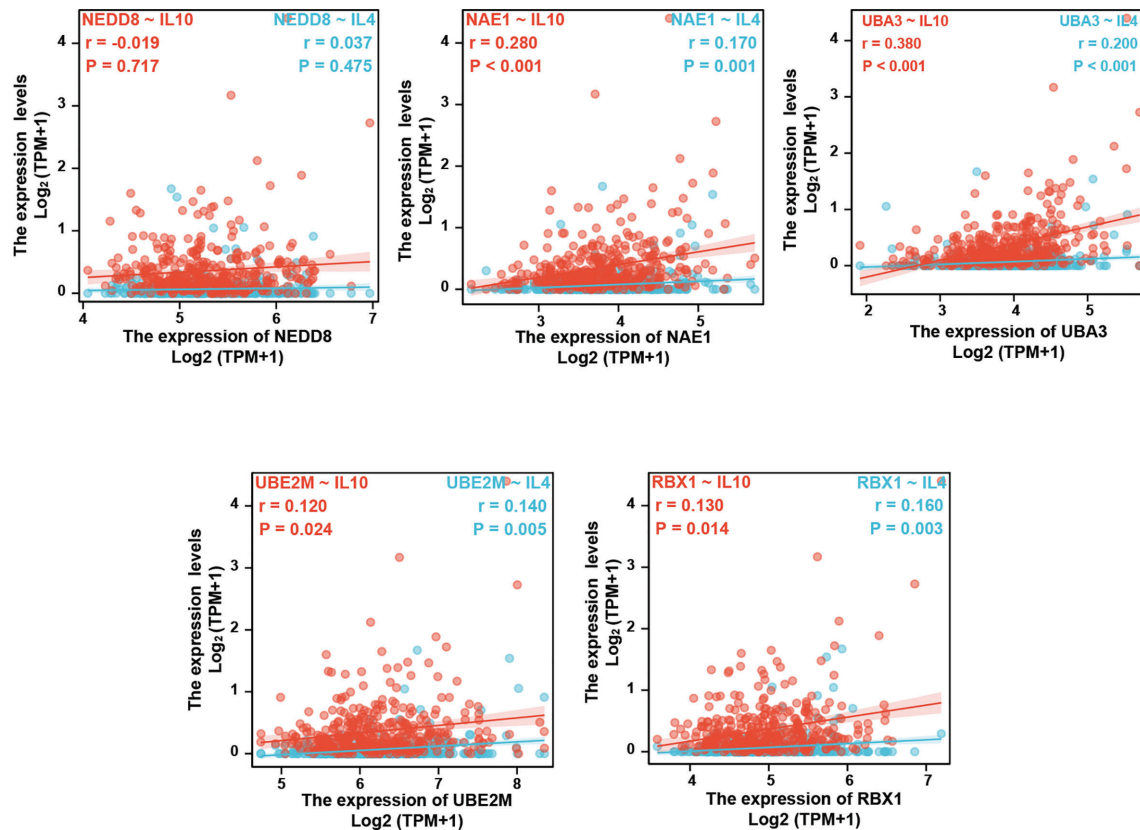 NEDD8 ~ IL10 NEDD8 ~ IL4
r = -0.019 r = 0.037
P = 0.717 P = 0.475
The expression levels
Log₂ (TPM+1)
4
3
2
1
0
4 5 6 7
The expression of NEDD8
Log2 (TPM+1)
NAE1 ~ IL10 NAE1 ~ IL4
r = 0.280 r = 0.170
P < 0.001 P = 0.001
The expression levels
Log₂ (TPM+1)
4
3
2
1
0
3 4 5
The expression of NAE1
Log2 (TPM+1)
UBA3 ~ IL10 UBA3 ~ IL4
r = 0.380 r = 0.200
P < 0.001 P < 0.001
The expression levels
Log₂ (TPM+1)
4
3
2
1
0
2 3 4 5
The expression of UBA3
Log2 (TPM+1)
UBE2M ~ IL10 UBE2M ~ IL4
r = 0.120 r = 0.140
P = 0.024 P = 0.005
The expression levels
Log₂ (TPM+1)
4
3
2
1
0
5 6 7 8
The expression of UBE2M
Log2 (TPM+1)
RBX1 ~ IL10 RBX1 ~ IL4
r = 0.130 r = 0.160
P = 0.014 P = 0.003
The expression levels
Log₂ (TPM+1)
4
3
2
1
0
4 5 6 7
The expression of RBX1
Log2 (TPM+1)